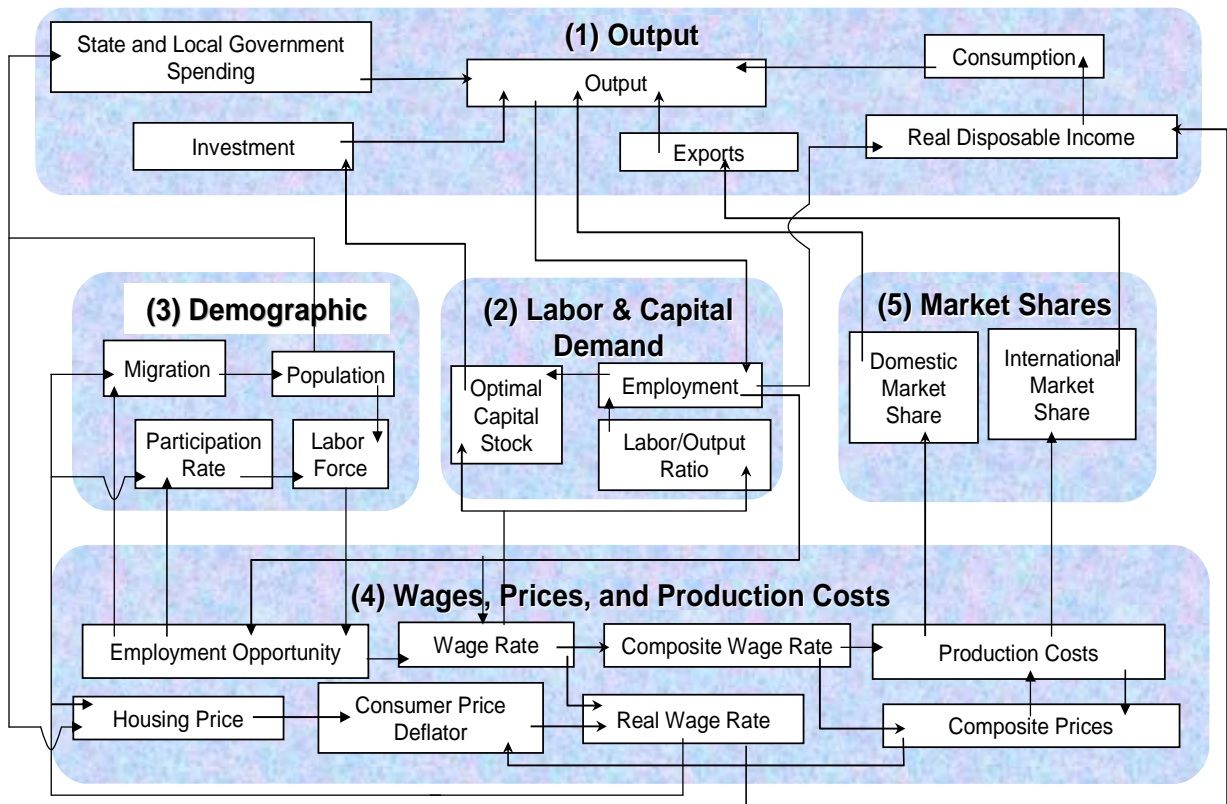 (1) Output
State and Local Government
Spending
Output
Consumption
Investment
Exports
Real Disposable Income
(3) Demographic
Migration
Population
Participation
Rate
Labor
Force
(2) Labor & Capital
Demand
Optimal
Capital
Stock
Employment
Labor/Output
Ratio
(5) Market Shares
Domestic
Market
Share
International
Market
Share
(4) Wages, Prices, and Production Costs
Employment Opportunity
Wage Rate
Composite Wage Rate
Production Costs
Housing Price
Consumer Price
Deflator
Real Wage Rate
Composite Prices